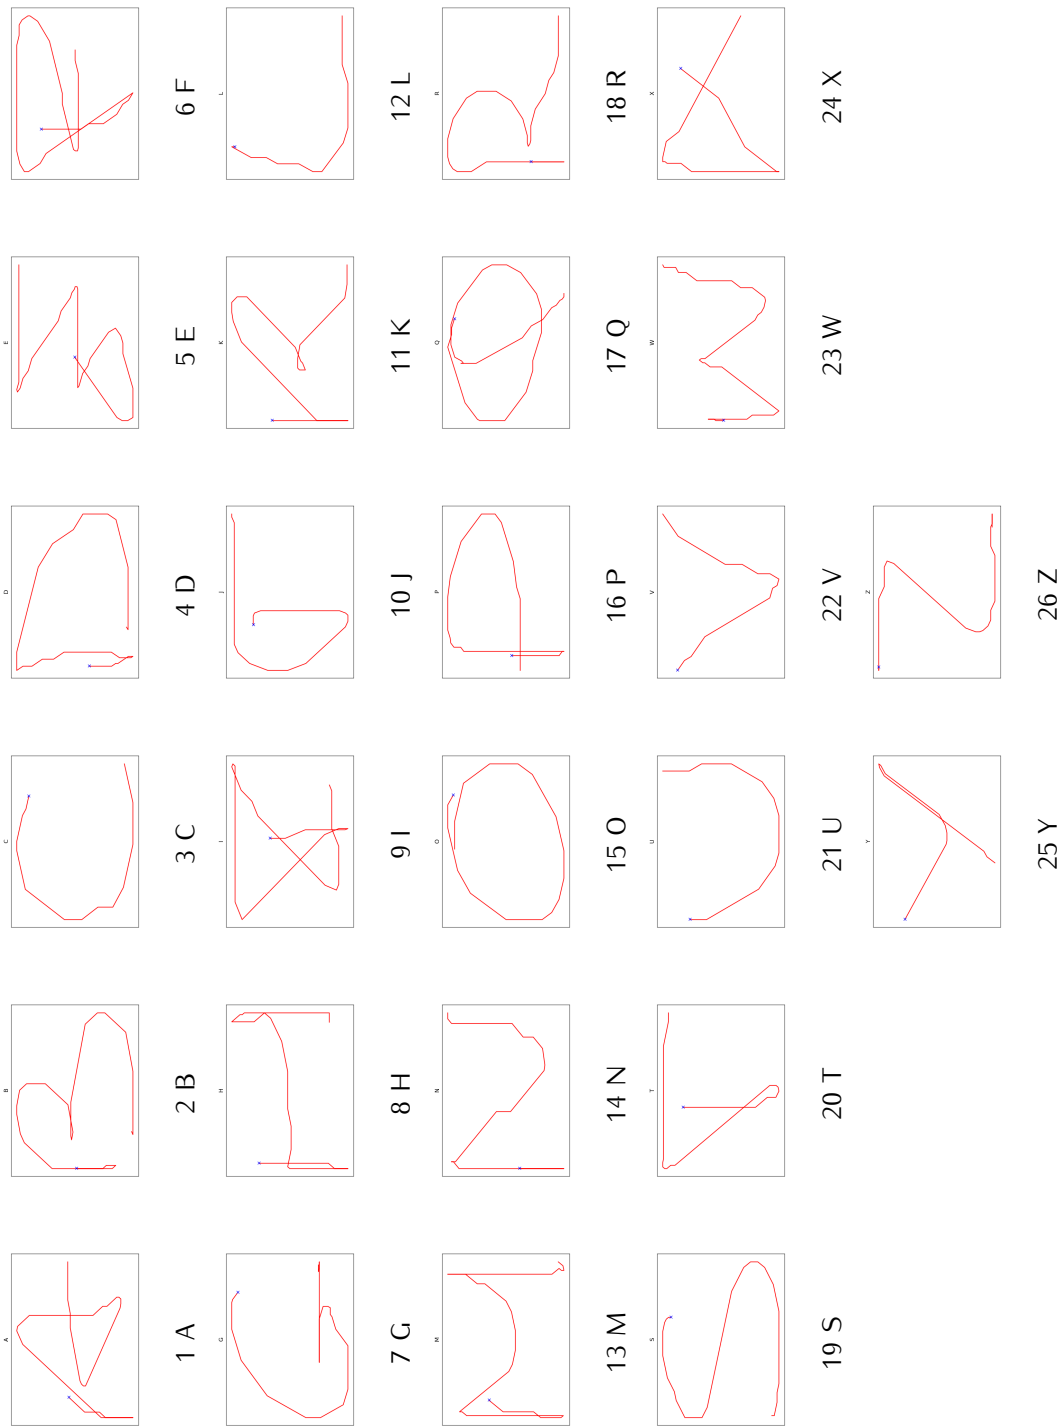 A B C D E F
1 A 2 B 3 C 4 D 5 E 6 F
G H I J K L
7 G 8 H 9 I 10 J 11 K 12 L
M N O P Q R
13 M 14 N 15 O 16 P 17 Q 18 R
S T U V W X
19 S 20 T 21 U 22 V 23 W 24 X
Y Z
25 Y 26 Z